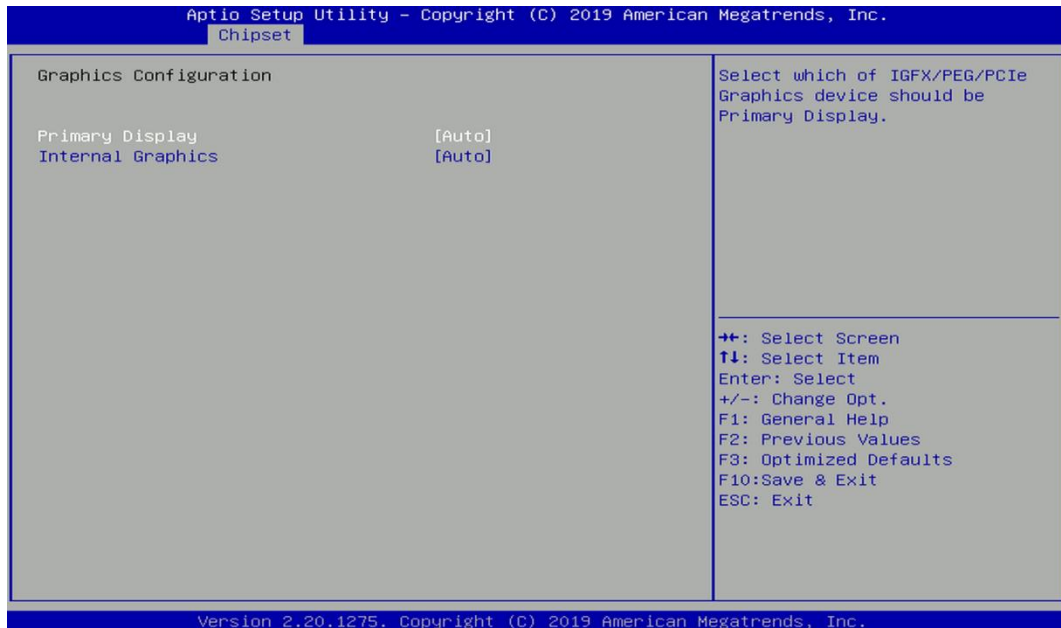 Aptio Setup Utility – Copyright (C) 2019 American Megatrends, Inc.
Chipset
Graphics Configuration
Primary Display [Auto]
Internal Graphics [Auto]
Select which of IGFX/PEG/PCIe
Graphics device should be
Primary Display.
→←: Select Screen
↑↓: Select Item
Enter: Select
+/-: Change Opt.
F1: General Help
F2: Previous Values
F3: Optimized Defaults
F10:Save & Exit
ESC: Exit
Version 2.20.1275. Copyright (C) 2019 American Megatrends, Inc.